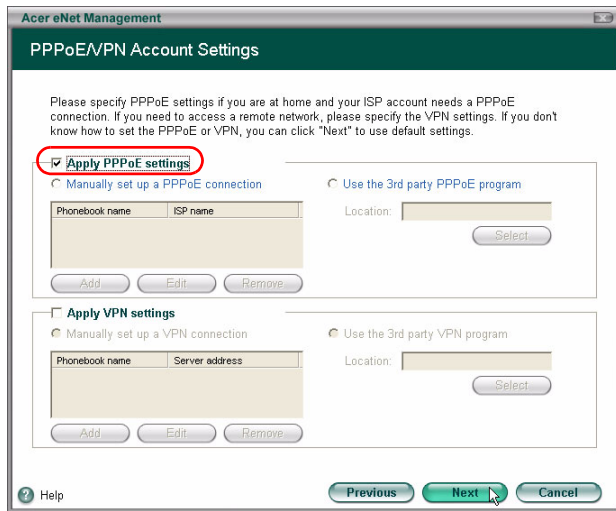 Acer eNet Management
PPPoE/VPN Account Settings
Please specify PPPoE settings if you are at home and your ISP account needs a PPPoE
connection. If you need to access a remote network, please specify the VPN settings. If you don't
know how to set the PPPoE or VPN, you can click "Next" to use default settings.
Apply PPPoE settings
Manually set up a PPPoE connection
Use the 3rd party PPPoE program
Phonebook name ISP name
Location:
Select
Add Edit Remove
Apply VPN settings
Manually set up a VPN connection
Use the 3rd party VPN program
Phonebook name Server address
Location:
Select
Add Edit Remove
Help
Previous Next Cancel